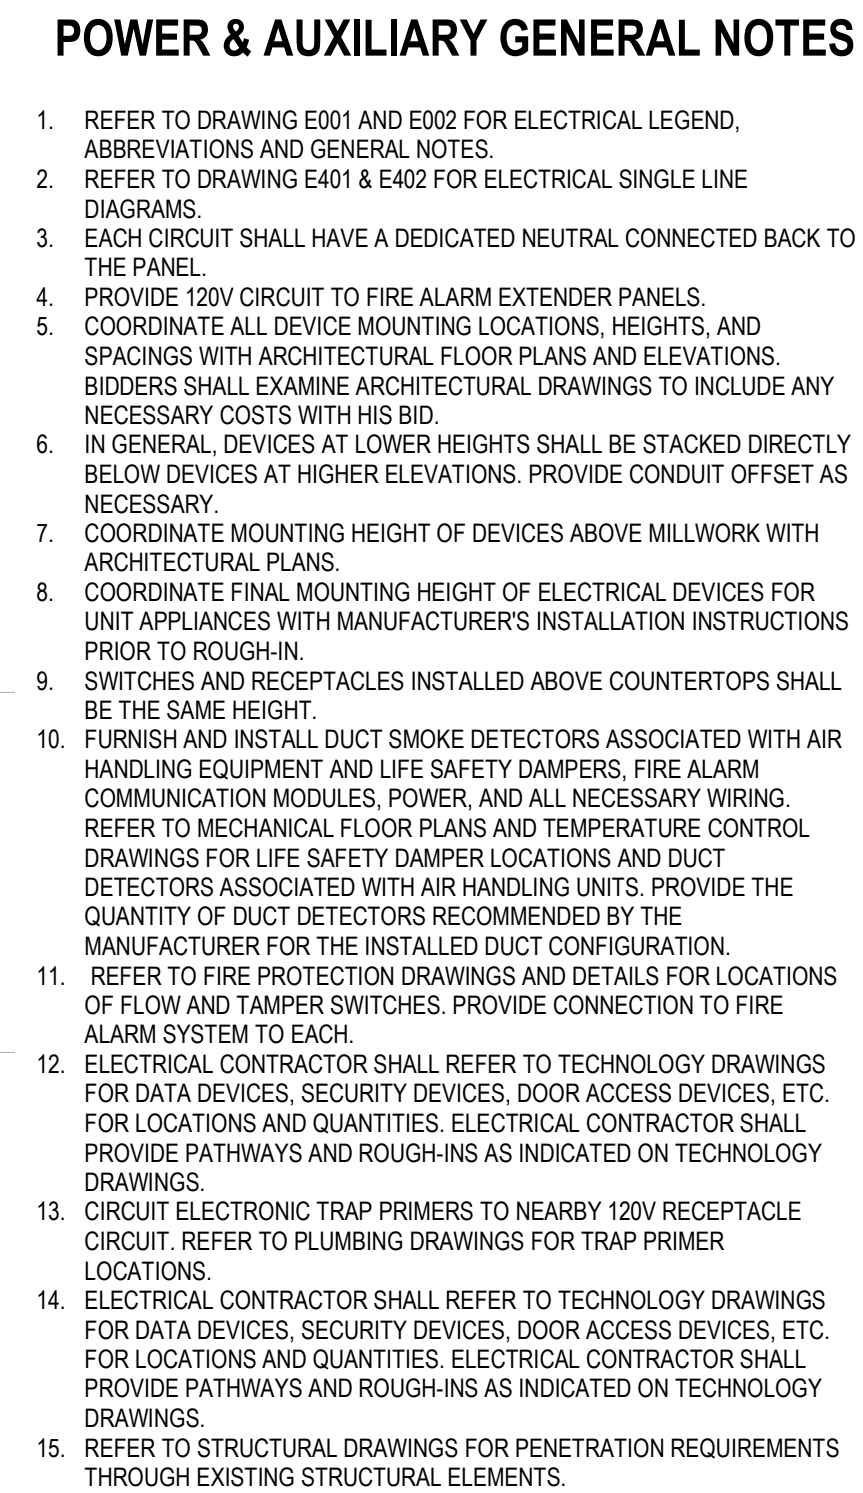 POWER & AUXILIARY GENERAL NOTES
1. REFER TO DRAWING E001 AND E002 FOR ELECTRICAL LEGEND,
ABBREVIATIONS AND GENERAL NOTES.
2. REFER TO DRAWING E401 & E402 FOR ELECTRICAL SINGLE LINE
DIAGRAMS.
3. EACH CIRCUIT SHALL HAVE A DEDICATED NEUTRAL CONNECTED BACK TO
THE PANEL.
4. PROVIDE 120V CIRCUIT TO FIRE ALARM EXTENDER PANELS.
5. COORDINATE ALL DEVICE MOUNTING LOCATIONS, HEIGHTS, AND
SPACINGS WITH ARCHITECTURAL FLOOR PLANS AND ELEVATIONS.
BIDDERS SHALL EXAMINE ARCHITECTURAL DRAWINGS TO INCLUDE ANY
NECESSARY COSTS WITH HIS BID.
6. IN GENERAL, DEVICES AT LOWER HEIGHTS SHALL BE STACKED DIRECTLY
BELOW DEVICES AT HIGHER ELEVATIONS. PROVIDE CONDUIT OFFSET AS
NECESSARY.
7. COORDINATE MOUNTING HEIGHT OF DEVICES ABOVE MILLWORK WITH
ARCHITECTURAL PLANS.
8. COORDINATE FINAL MOUNTING HEIGHT OF ELECTRICAL DEVICES FOR
UNIT APPLIANCES WITH MANUFACTURER'S INSTALLATION INSTRUCTIONS
PRIOR TO ROUGH-IN.
9. SWITCHES AND RECEPTACLES INSTALLED ABOVE COUNTERTOPS SHALL
BE THE SAME HEIGHT.
10. FURNISH AND INSTALL DUCT SMOKE DETECTORS ASSOCIATED WITH AIR
HANDLING EQUIPMENT AND LIFE SAFETY DAMPERS, FIRE ALARM
COMMUNICATION MODULES, POWER, AND ALL NECESSARY WIRING.
REFER TO MECHANICAL FLOOR PLANS AND TEMPERATURE CONTROL
DRAWINGS FOR LIFE SAFETY DAMPER LOCATIONS AND DUCT
DETECTORS ASSOCIATED WITH AIR HANDLING UNITS. PROVIDE THE
QUANTITY OF DUCT DETECTORS RECOMMENDED BY THE
MANUFACTURER FOR THE INSTALLED DUCT CONFIGURATION.
11. REFER TO FIRE PROTECTION DRAWINGS AND DETAILS FOR LOCATIONS
OF FLOW AND TAMPER SWITCHES. PROVIDE CONNECTION TO FIRE
ALARM SYSTEM TO EACH.
12. ELECTRICAL CONTRACTOR SHALL REFER TO TECHNOLOGY DRAWINGS
FOR DATA DEVICES, SECURITY DEVICES, DOOR ACCESS DEVICES, ETC.
FOR LOCATIONS AND QUANTITIES. ELECTRICAL CONTRACTOR SHALL
PROVIDE PATHWAYS AND ROUGH-INS AS INDICATED ON TECHNOLOGY
DRAWINGS.
13. CIRCUIT ELECTRONIC TRAP PRIMERS TO NEARBY 120V RECEPTACLE
CIRCUIT. REFER TO PLUMBING DRAWINGS FOR TRAP PRIMER
LOCATIONS.
14. ELECTRICAL CONTRACTOR SHALL REFER TO TECHNOLOGY DRAWINGS
FOR DATA DEVICES, SECURITY DEVICES, DOOR ACCESS DEVICES, ETC.
FOR LOCATIONS AND QUANTITIES. ELECTRICAL CONTRACTOR SHALL
PROVIDE PATHWAYS AND ROUGH-INS AS INDICATED ON TECHNOLOGY
DRAWINGS.
15. REFER TO STRUCTURAL DRAWINGS FOR PENETRATION REQUIREMENTS
THROUGH EXISTING STRUCTURAL ELEMENTS.